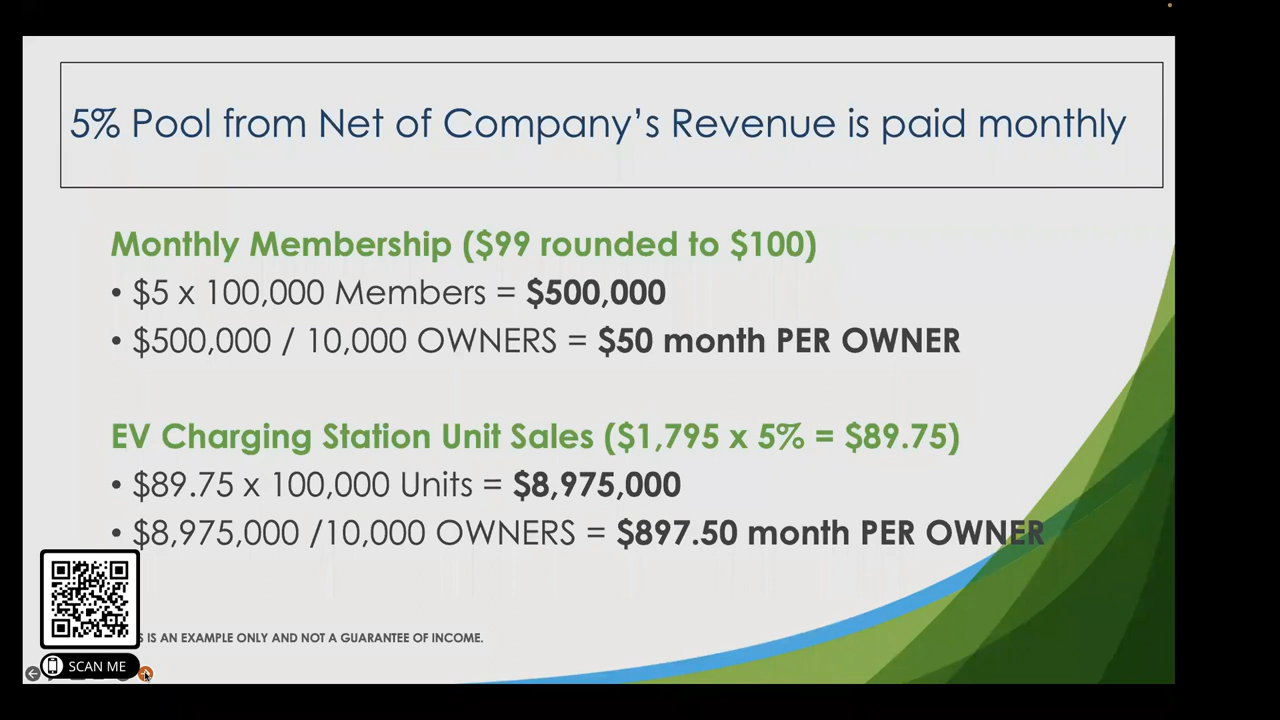 5% Pool from Net of Company's Revenue is paid monthly
Monthly Membership ($99 rounded to $100)
• $5 x 100,000 Members = $500,000
• $500,000 / 10,000 OWNERS = $50 month PER OWNER
EV Charging Station Unit Sales ($1,795 x 5% = $89.75)
• $89.75 x 100,000 Units = $8,975,000
• $8,975,000 /10,000 OWNERS = $897.50 month PER OWNER
IS AN EXAMPLE ONLY AND NOT A GUARANTEE OF INCOME.
SCAN ME